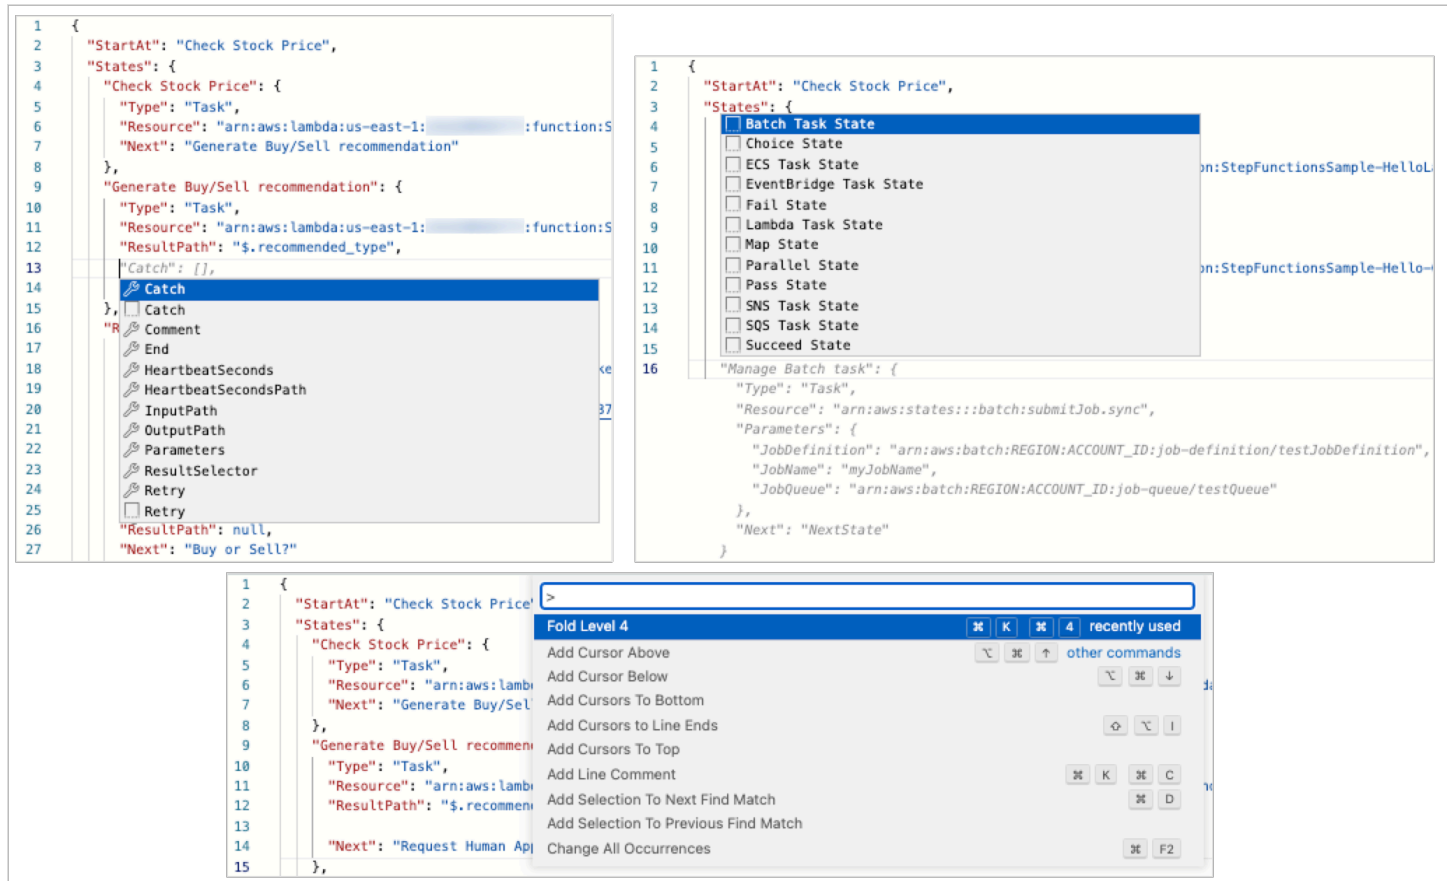 1 {
2 "StartAt": "Check Stock Price",
3 "States": {
4 "Check Stock Price": {
5 "Type": "Task",
6 "Resource": "arn:aws:lambda:us-east-1: :function:S
7 "Next": "Generate Buy/Sell recommendation"
8 },
9 "Generate Buy/Sell recommendation": {
10 "Type": "Task",
11 "Resource": "arn:aws:lambda:us-east-1: :function:S
12 "ResultPath": "$.recommended_type",
13 "Catch": [],
14 Catch
15 }, Catch
16 "R Comment
17 End
18 HeartbeatSeconds ke
19 HeartbeatSecondsPath
20 InputPath 37
21 OutputPath
22 Parameters
23 ResultSelector
24 Retry
25 Retry
26 "ResultPath": null,
27 "Next": "Buy or Sell?"
1 {
2 "StartAt": "Check Stock Price",
3 "States": {
4 Batch Task State
5 Choice State
6 ECS Task State on:StepFunctionsSample-HelloL
7 EventBridge Task State
8 Fail State
9 Lambda Task State
10 Map State
11 Parallel State on:StepFunctionsSample-Hello-
12 Pass State
13 SNS Task State
14 SQS Task State
15 Succeed State
16 "Manage Batch task": {
"Type": "Task",
"Resource": "arn:aws:states:::batch:submitJob.sync",
"Parameters": {
"JobDefinition": "arn:aws:batch:REGION:ACCOUNT_ID:job-definition/testJobDefinition",
"JobName": "myJobName",
"JobQueue": "arn:aws:batch:REGION:ACCOUNT_ID:job-queue/testQueue"
},
"Next": "NextState"
}
1 {
2 "StartAt": "Check Stock Price"
3 "States": {
4 "Check Stock Price": {
5 "Type": "Task",
6 "Resource": "arn:aws:lamb
7 "Next": "Generate Buy/Sel
8 },
9 "Generate Buy/Sell recommen
10 "Type": "Task",
11 "Resource": "arn:aws:lamb
12 "ResultPath": "$.recommen
13
14 "Next": "Request Human Ap
15 },
>
Fold Level 4 ⌘ K ⌘ 4 recently used
Add Cursor Above ⌥ ⌘ ↑ other commands
Add Cursor Below ⌥ ⌘ ↓
Add Cursors To Bottom
Add Cursors to Line Ends ⇧ ⌥ I
Add Cursors To Top
Add Line Comment ⌘ K ⌘ C
Add Selection To Next Find Match ⌘ D
Add Selection To Previous Find Match
Change All Occurrences ⌘ F2